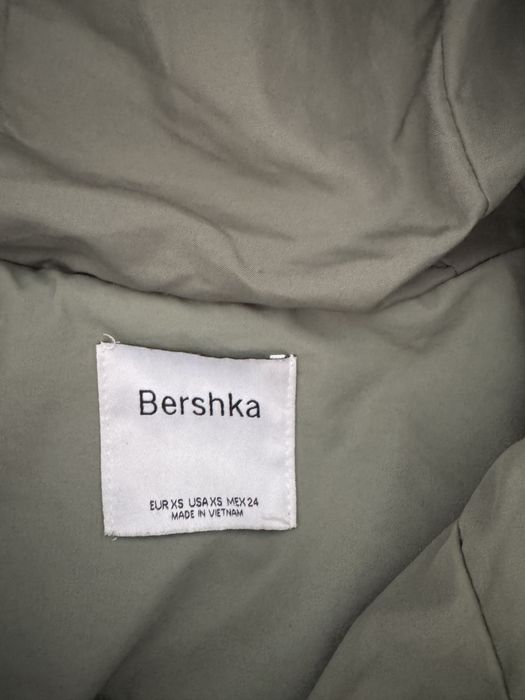 Bershka
EUR XS USA XS MEX 24
MADE IN VIETNAM